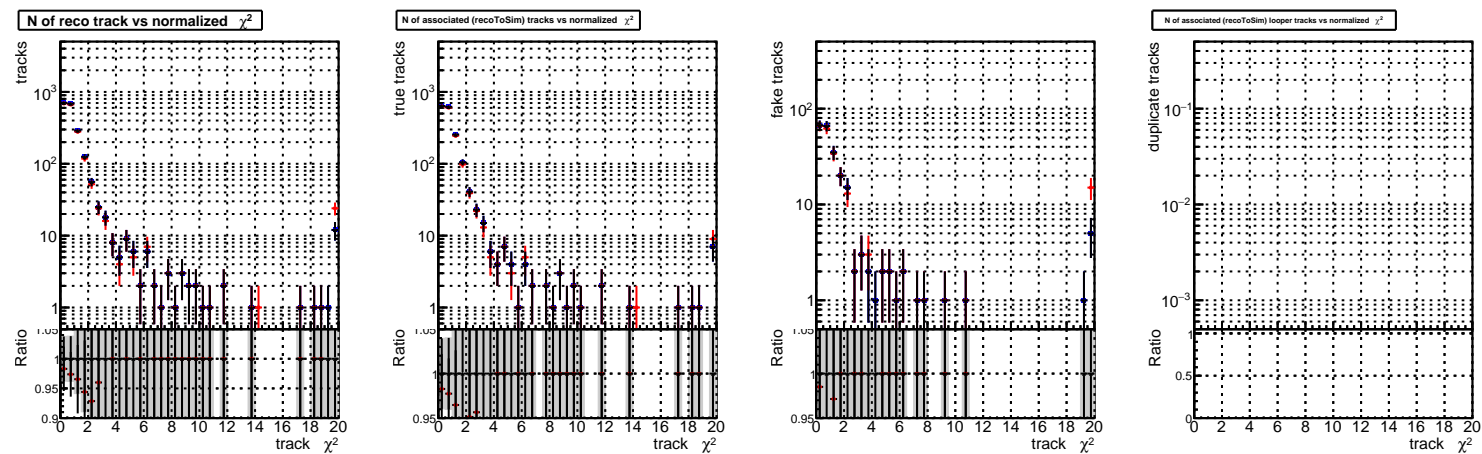 N of reco track vs normalized χ²
tracks
10³
10²
10
1
Ratio
1.05
1
0.95
0.9
0 2 4 6 8 10 12 14 16 18 20
track χ²
N of associated (recoToSim) tracks vs normalized χ²
true tracks
10³
10²
10
1
Ratio
1.05
1
0.95
0 2 4 6 8 10 12 14 16 18 20
track χ²
fake tracks
10²
10
1
Ratio
1.05
1
0.95
0 2 4 6 8 10 12 14 16 18 20
track χ²
N of associated (recoToSim) looper tracks vs normalized χ²
duplicate tracks
10⁻¹
10⁻²
10⁻³
Ratio
1
0.5
0
0 2 4 6 8 10 12 14 16 18 20
track χ²